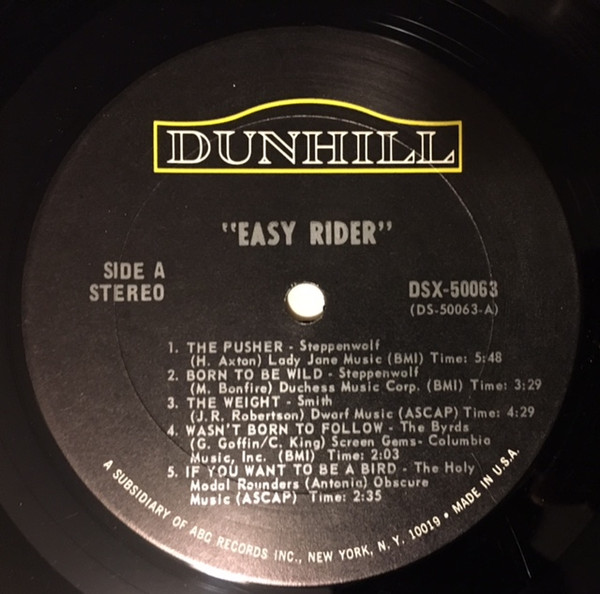 DUNHILL
"EASY RIDER"
SIDE A
STEREO
DSX-50063
(DS-50063-A)
1. THE PUSHER - Steppenwolf
(H. Axton) Lady Jane Music (BMI) Time: 5:48
2. BORN TO BE WILD - Steppenwolf
(M. Bonfire) Duchess Music Corp. (BMI) Time: 3:29
3. THE WEIGHT - Smith
(J.R. Robertson) Dwarf Music (ASCAP) Time: 4:29
4. WASN'T BORN TO FOLLOW - The Byrds
(G. Goffin/C. King) Screen Gems- Columbia
Music, Inc. (BMI) Time: 2:03
5. IF YOU WANT TO BE A BIRD - The Holy
Modal Rounders (Antonia) Obscure
Music (ASCAP) Time: 2:35
A SUBSIDIARY OF ABC RECORDS INC., NEW YORK, N. Y. 10019 • MADE IN U.S.A.